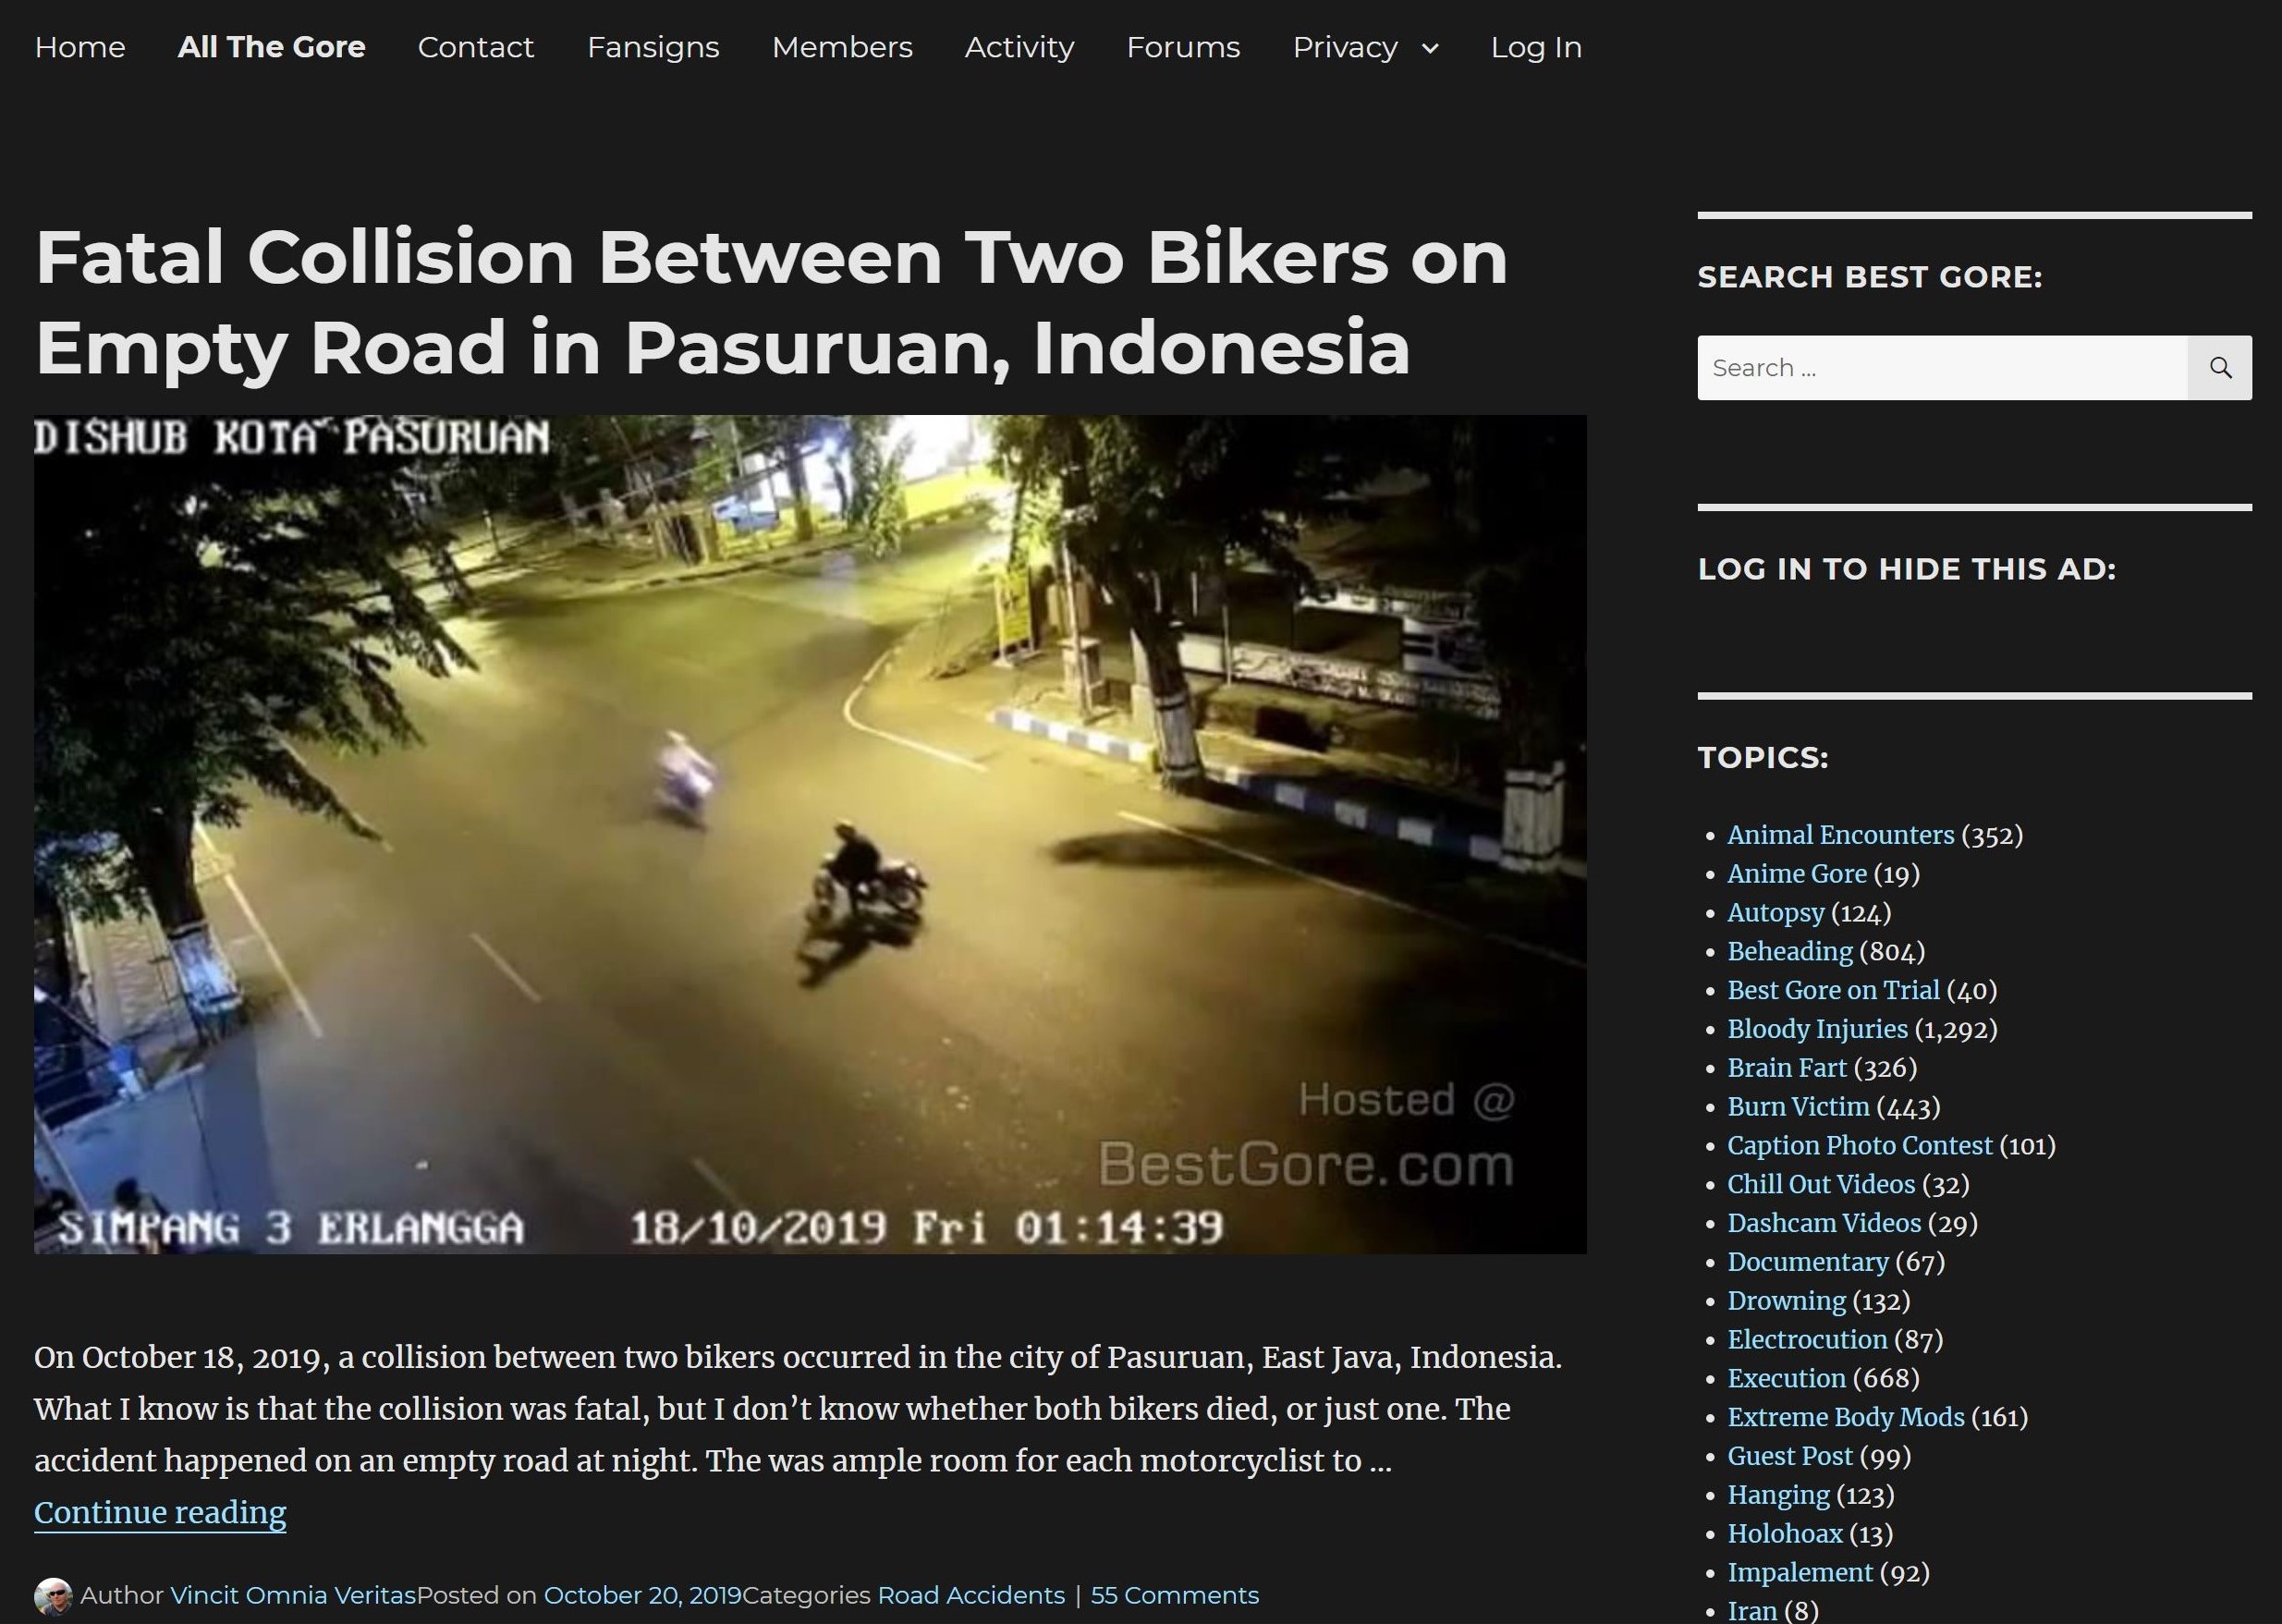 Home All The Gore Contact Fansigns Members Activity Forums Privacy Log In
Fatal Collision Between Two Bikers on
Empty Road in Pasuruan, Indonesia
DISHUB KOTA PASURUAN
Hosted @
BestGore.com
SIMPANG 3 ERLANGGA 18/10/2019 Fri 01:14:39
On October 18, 2019, a collision between two bikers occurred in the city of Pasuruan, East Java, Indonesia.
What I know is that the collision was fatal, but I don’t know whether both bikers died, or just one. The
accident happened on an empty road at night. The was ample room for each motorcyclist to …
Continue reading
Author Vincit Omnia VeritasPosted on October 20, 2019Categories Road Accidents | 55 Comments
SEARCH BEST GORE:
Search …
LOG IN TO HIDE THIS AD:
TOPICS:
Animal Encounters (352)
Anime Gore (19)
Autopsy (124)
Beheading (804)
Best Gore on Trial (40)
Bloody Injuries (1,292)
Brain Fart (326)
Burn Victim (443)
Caption Photo Contest (101)
Chill Out Videos (32)
Dashcam Videos (29)
Documentary (67)
Drowning (132)
Electrocution (87)
Execution (668)
Extreme Body Mods (161)
Guest Post (99)
Hanging (123)
Holohoax (13)
Impalement (92)
Iran (8)